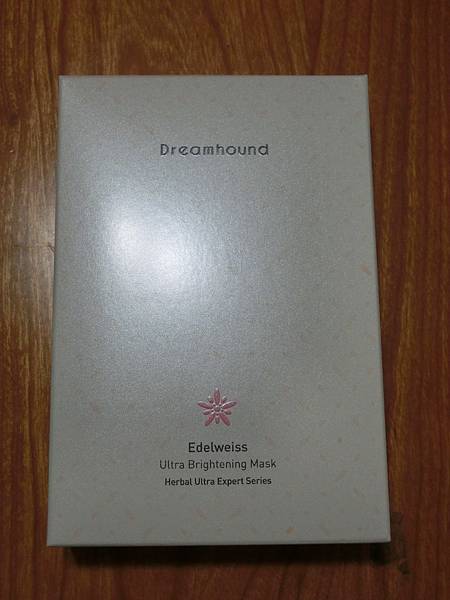 Dreamhound
Edelweiss
Ultra Brightening Mask
Herbal Ultra Expert Series